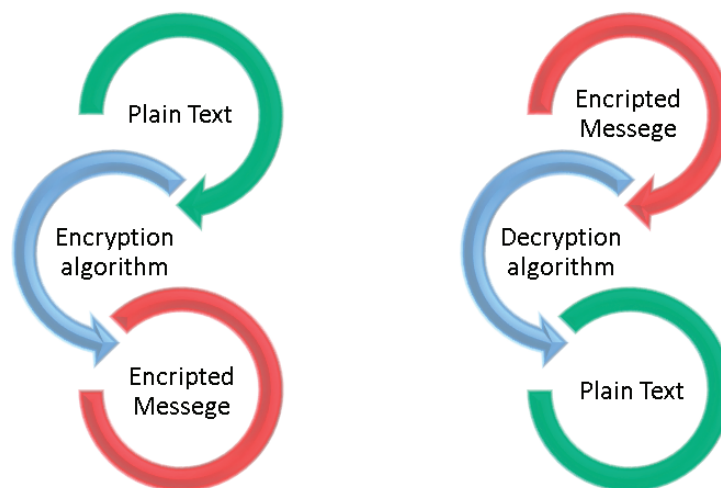 Plain Text
Encryption
algorithm
Encripted
Messege
Encripted
Messege
Decryption
algorithm
Plain Text